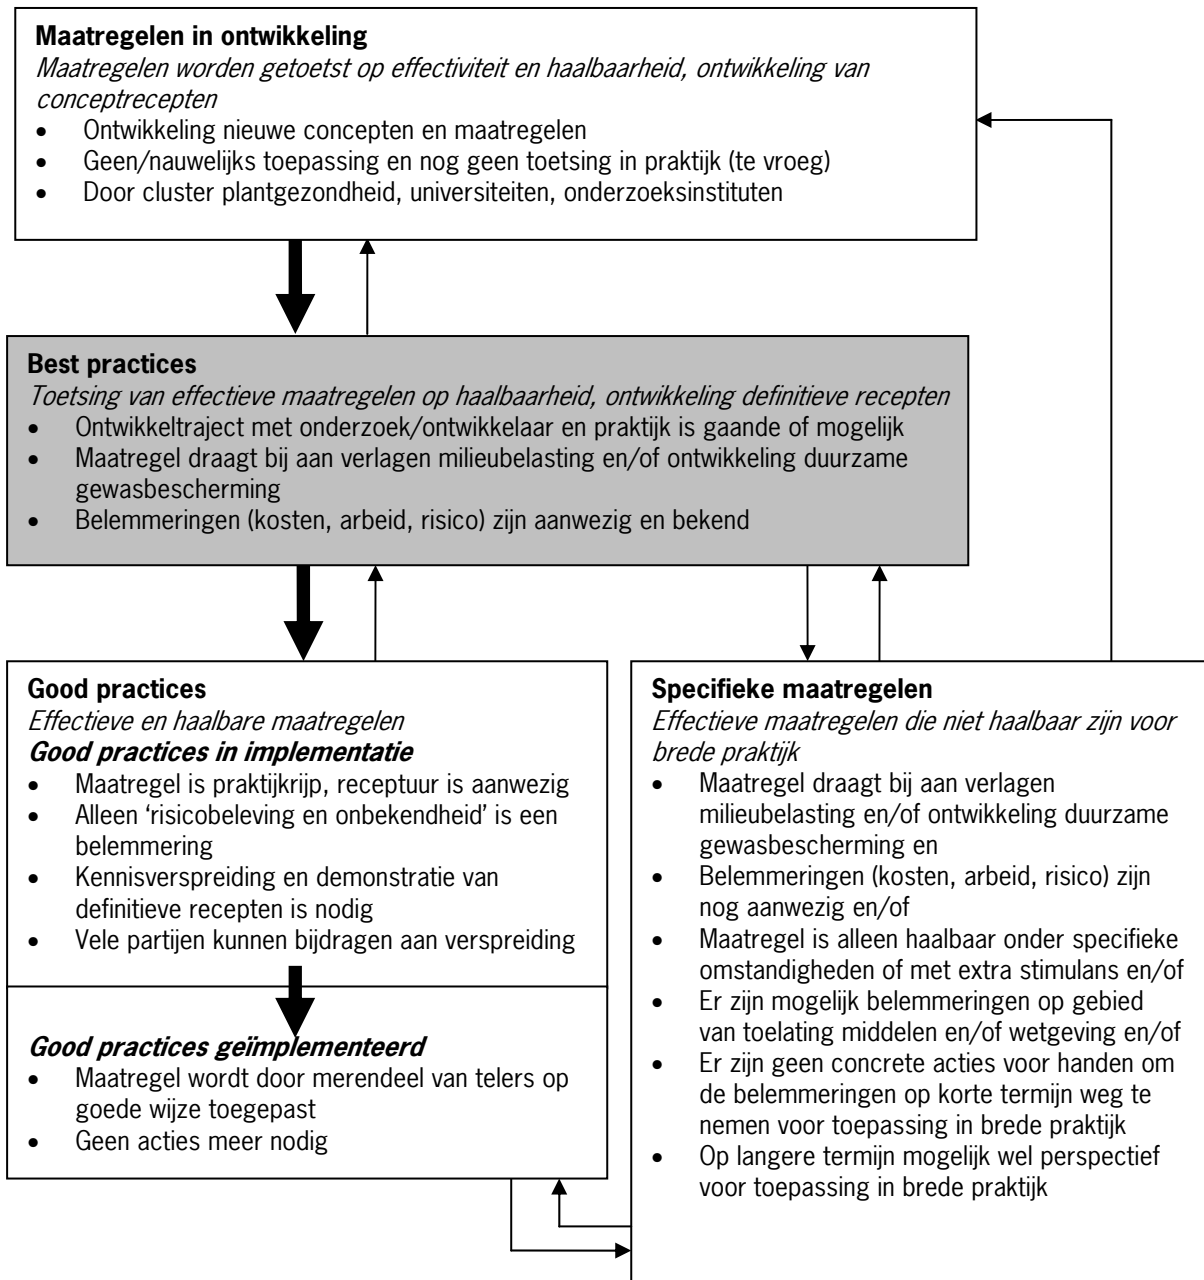 Maatregelen in ontwikkeling
Maatregelen worden getoetst op effectiviteit en haalbaarheid, ontwikkeling van
conceptrecepten
• Ontwikkeling nieuwe concepten en maatregelen
• Geen/nauwelijks toepassing en nog geen toetsing in praktijk (te vroeg)
• Door cluster plantgezondheid, universiteiten, onderzoeksinstituten
Best practices
Toetsing van effectieve maatregelen op haalbaarheid, ontwikkeling definitieve recepten
• Ontwikkeltraject met onderzoek/ontwikkelaar en praktijk is gaande of mogelijk
• Maatregel draagt bij aan verlagen milieubelasting en/of ontwikkeling duurzame
gewasbescherming
• Belemmeringen (kosten, arbeid, risico) zijn aanwezig en bekend
Good practices
Effectieve en haalbare maatregelen
Good practices in implementatie
• Maatregel is praktijkrijp, receptuur is aanwezig
• Alleen ‘risicobeleving en onbekendheid’ is een
belemmering
• Kennisverspreiding en demonstratie van
definitieve recepten is nodig
• Vele partijen kunnen bijdragen aan verspreiding
Good practices geïmplementeerd
• Maatregel wordt door merendeel van telers op
goede wijze toegepast
• Geen acties meer nodig
Specifieke maatregelen
Effectieve maatregelen die niet haalbaar zijn voor
brede praktijk
• Maatregel draagt bij aan verlagen
milieubelasting en/of ontwikkeling duurzame
gewasbescherming en
• Belemmeringen (kosten, arbeid, risico) zijn
nog aanwezig en/of
• Maatregel is alleen haalbaar onder specifieke
omstandigheden of met extra stimulans en/of
• Er zijn mogelijk belemmeringen op gebied
van toelating middelen en/of wetgeving en/of
• Er zijn geen concrete acties voor handen om
de belemmeringen op korte termijn weg te
nemen voor toepassing in brede praktijk
• Op langere termijn mogelijk wel perspectief
voor toepassing in brede praktijk